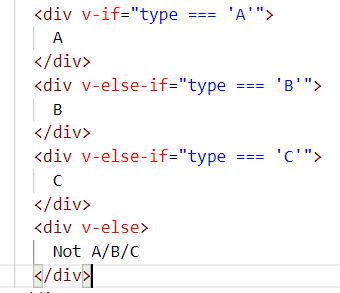 <div v-if="type === 'A'">
A
</div>
<div v-else-if="type === 'B'">
B
</div>
<div v-else-if="type === 'C'">
C
</div>
<div v-else>
Not A/B/C
</div>